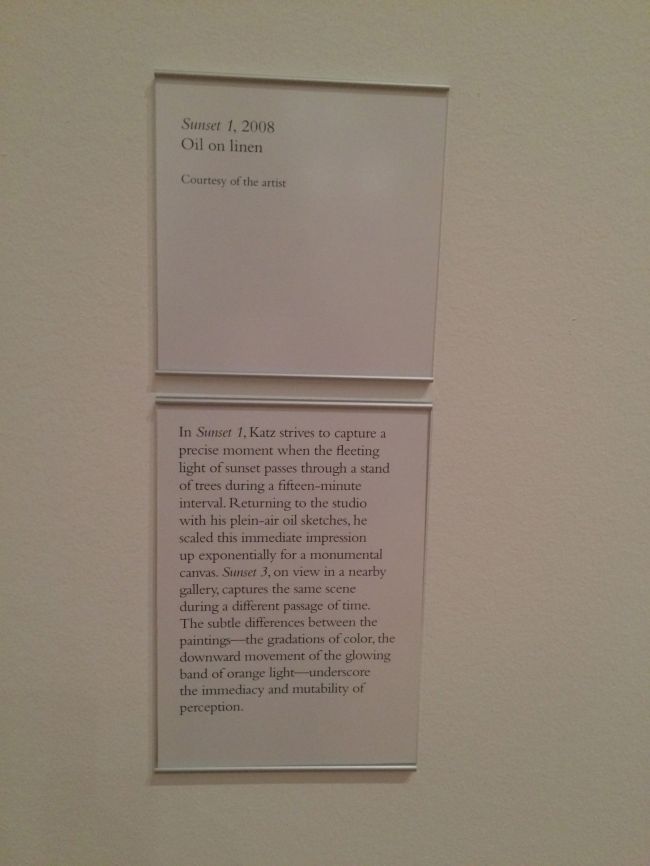 Sunset 1, 2008
Oil on linen
Courtesy of the artist
In Sunset 1, Katz strives to capture a
precise moment when the fleeting
light of sunset passes through a stand
of trees during a fifteen-minute
interval. Returning to the studio
with his plein-air oil sketches, he
scaled this immediate impression
up exponentially for a monumental
canvas. Sunset 3, on view in a nearby
gallery, captures the same scene
during a different passage of time.
The subtle differences between the
paintings—the gradations of color, the
downward movement of the glowing
band of orange light—underscore
the immediacy and mutability of
perception.